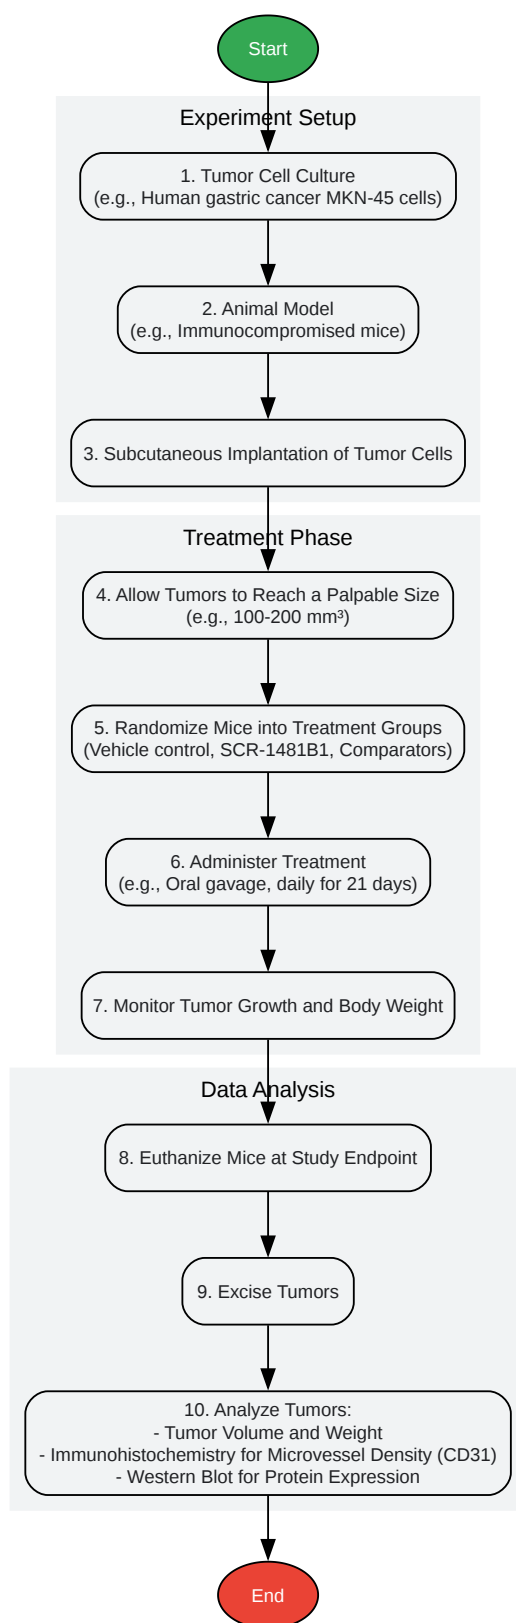 Start
Experiment Setup
1. Tumor Cell Culture
(e.g., Human gastric cancer MKN-45 cells)
2. Animal Model
(e.g., Immunocompromised mice)
3. Subcutaneous Implantation of Tumor Cells
Treatment Phase
4. Allow Tumors to Reach a Palpable Size
(e.g., 100-200 mm³)
5. Randomize Mice into Treatment Groups
(Vehicle control, SCR-1481B1, Comparators)
6. Administer Treatment
(e.g., Oral gavage, daily for 21 days)
7. Monitor Tumor Growth and Body Weight
Data Analysis
8. Euthanize Mice at Study Endpoint
9. Excise Tumors
10. Analyze Tumors:
- Tumor Volume and Weight
- Immunohistochemistry for Microvessel Density (CD31)
- Western Blot for Protein Expression
End